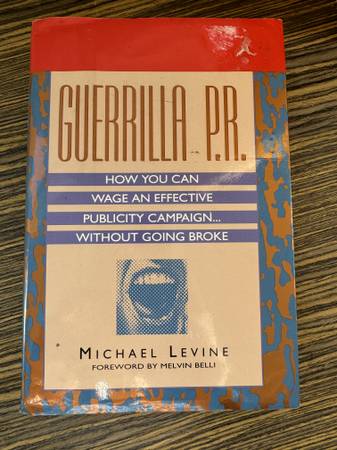 GUERRILLA P.R.
HOW YOU CAN
WAGE AN EFFECTIVE
PUBLICITY CAMPAIGN...
WITHOUT GOING BROKE
MICHAEL LEVINE
FOREWORD BY MELVIN BELLI